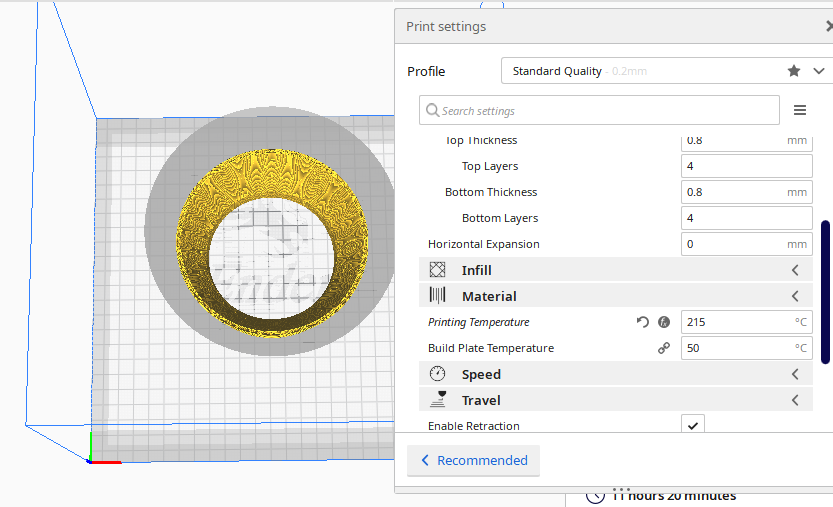 Print settings
Profile
Standard Quality - 0.2mm
Search settings
Top Thickness 0.8 mm
Top Layers 4
Bottom Thickness 0.8 mm
Bottom Layers 4
Horizontal Expansion 0 mm
Infill
Material
Printing Temperature 215 °C
Build Plate Temperature 50 °C
Speed
Travel
Enable Retraction
Recommended
11 hours 20 minutes